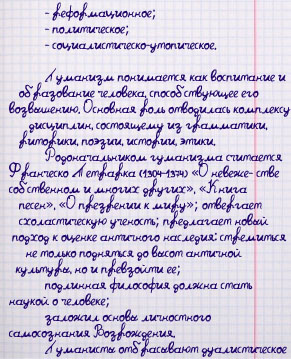 - реформационное;
- политическое;
- социалистическо-утопическое.
Гуманизм понимается как воспитание и
образование человека, способствующее его
возвышению. Основная роль отводилась комплексу
дисциплин, состоящему из грамматики,
риторики, поэзии, истории, этики.
Родоначальником гуманизма считается
Франческо Петрарка (1304-1374) «О невеже- стве
собственном и многих других», «Книга
песен», «О презрении к миру»; отвергает
схоластическую ученость; предлагает новый
подход к оценке античного наследия: стремиться
не только подняться до высот античной
культуры, но и превзойти ее;
подлинная философия должна стать
наукой о человеке;
заложил основы личностного
самосознания Возрождения.
Гуманисты отбрасывают дуалистическое